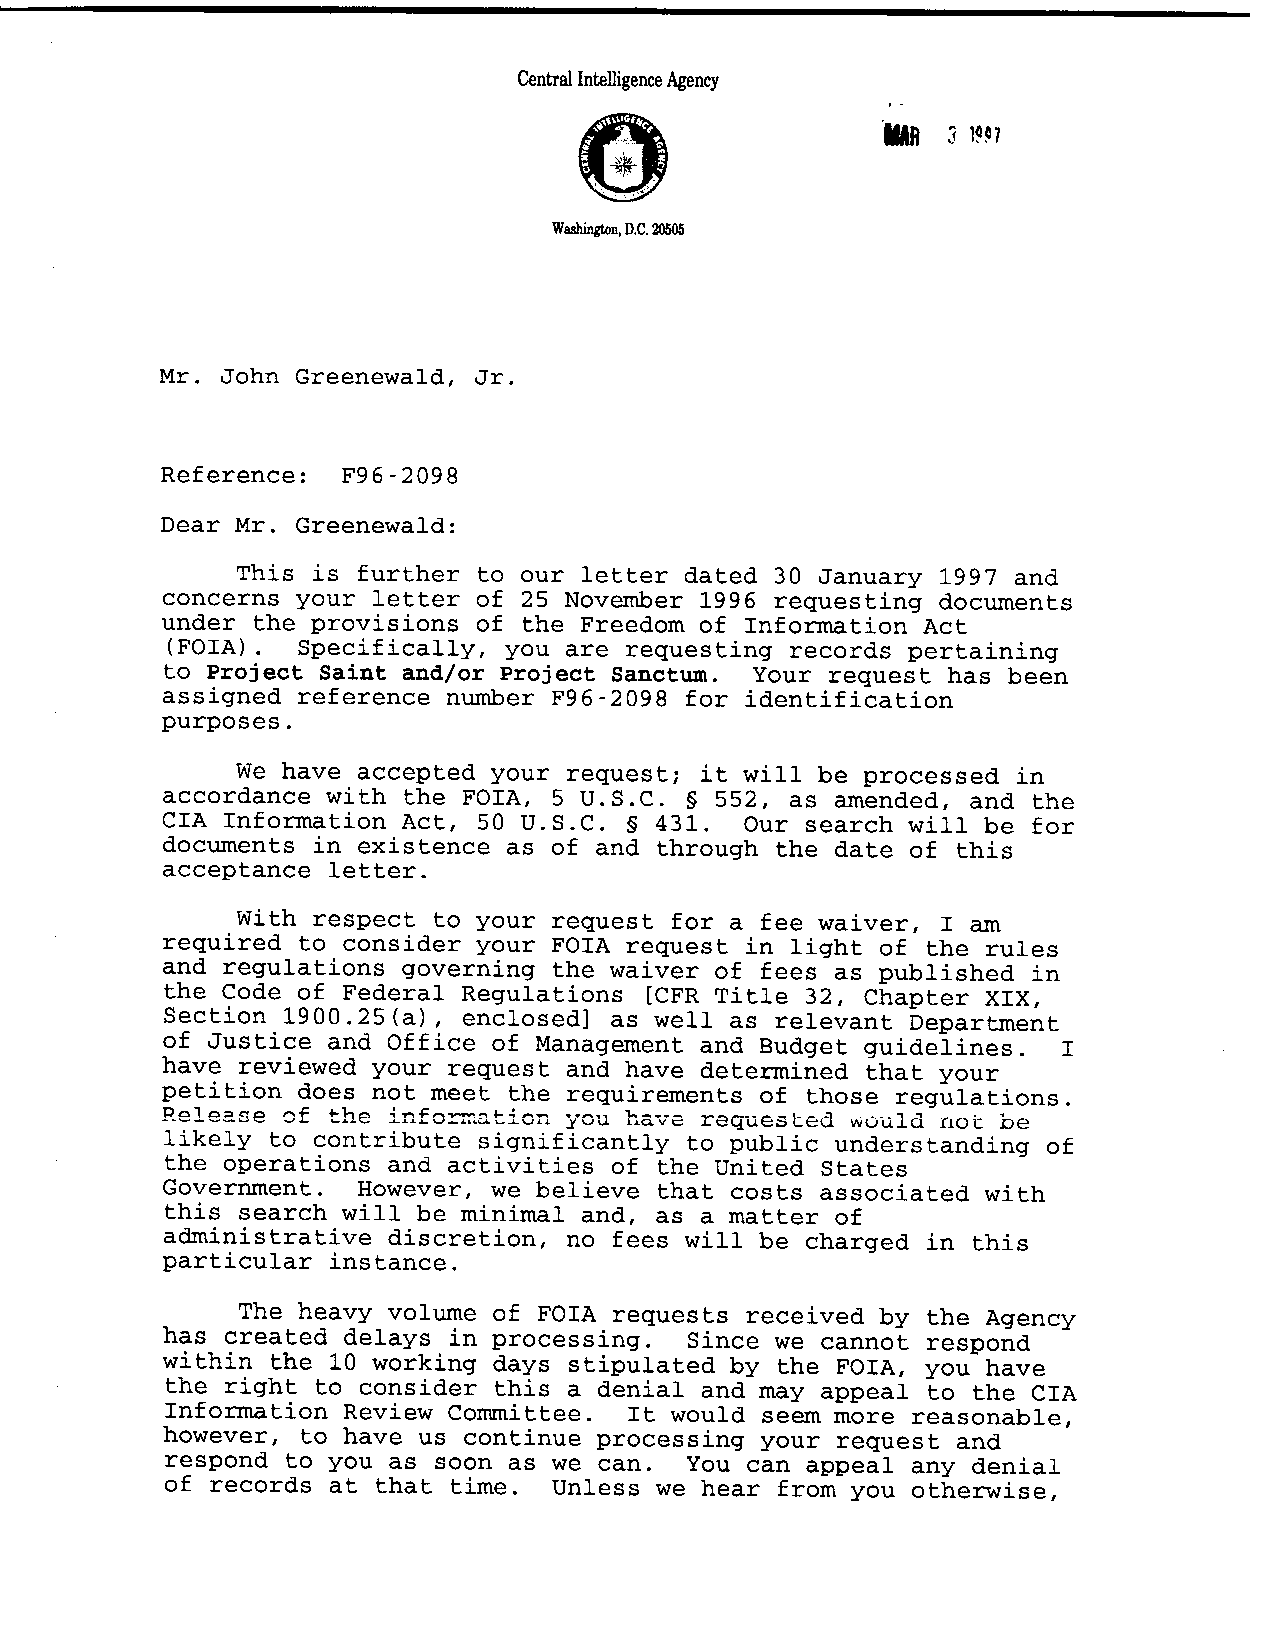 Central Intelligence Agency
CENTRAL INTELLIGENCE AGENCY
MAR 3 1997
Washington, D.C. 20505
Mr. John Greenewald, Jr.
Reference: F96-2098
Dear Mr. Greenewald:
This is further to our letter dated 30 January 1997 and
concerns your letter of 25 November 1996 requesting documents
under the provisions of the Freedom of Information Act
(FOIA). Specifically, you are requesting records pertaining
to Project Saint and/or Project Sanctum. Your request has been
assigned reference number F96-2098 for identification
purposes.
We have accepted your request; it will be processed in
accordance with the FOIA, 5 U.S.C. § 552, as amended, and the
CIA Information Act, 50 U.S.C. § 431. Our search will be for
documents in existence as of and through the date of this
acceptance letter.
With respect to your request for a fee waiver, I am
required to consider your FOIA request in light of the rules
and regulations governing the waiver of fees as published in
the Code of Federal Regulations [CFR Title 32, Chapter XIX,
Section 1900.25(a), enclosed] as well as relevant Department
of Justice and Office of Management and Budget guidelines. I
have reviewed your request and have determined that your
petition does not meet the requirements of those regulations.
Release of the information you have requested would not be
likely to contribute significantly to public understanding of
the operations and activities of the United States
Government. However, we believe that costs associated with
this search will be minimal and, as a matter of
administrative discretion, no fees will be charged in this
particular instance.
The heavy volume of FOIA requests received by the Agency
has created delays in processing. Since we cannot respond
within the 10 working days stipulated by the FOIA, you have
the right to consider this a denial and may appeal to the CIA
Information Review Committee. It would seem more reasonable,
however, to have us continue processing your request and
respond to you as soon as we can. You can appeal any denial
of records at that time. Unless we hear from you otherwise,